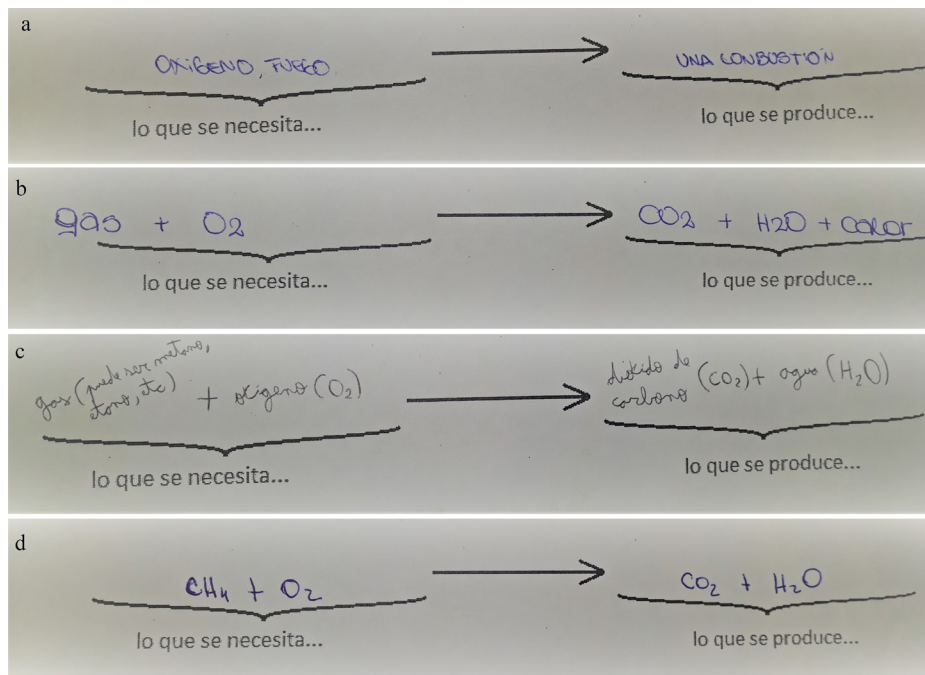 a
OXÍGENO, FUEGO.
UNA CONBUSTIÓN
lo que se necesita...
lo que se produce...
b
gas + O2
CO2 + H2O + calor
lo que se necesita...
lo que se produce...
c
gas (puede ser metano,
etano, etc) + oxígeno (O2)
dióxido de
carbono (CO2) + agua (H2O)
lo que se necesita...
lo que se produce...
d
CH4 + O2
CO2 + H2O
lo que se necesita...
lo que se produce...